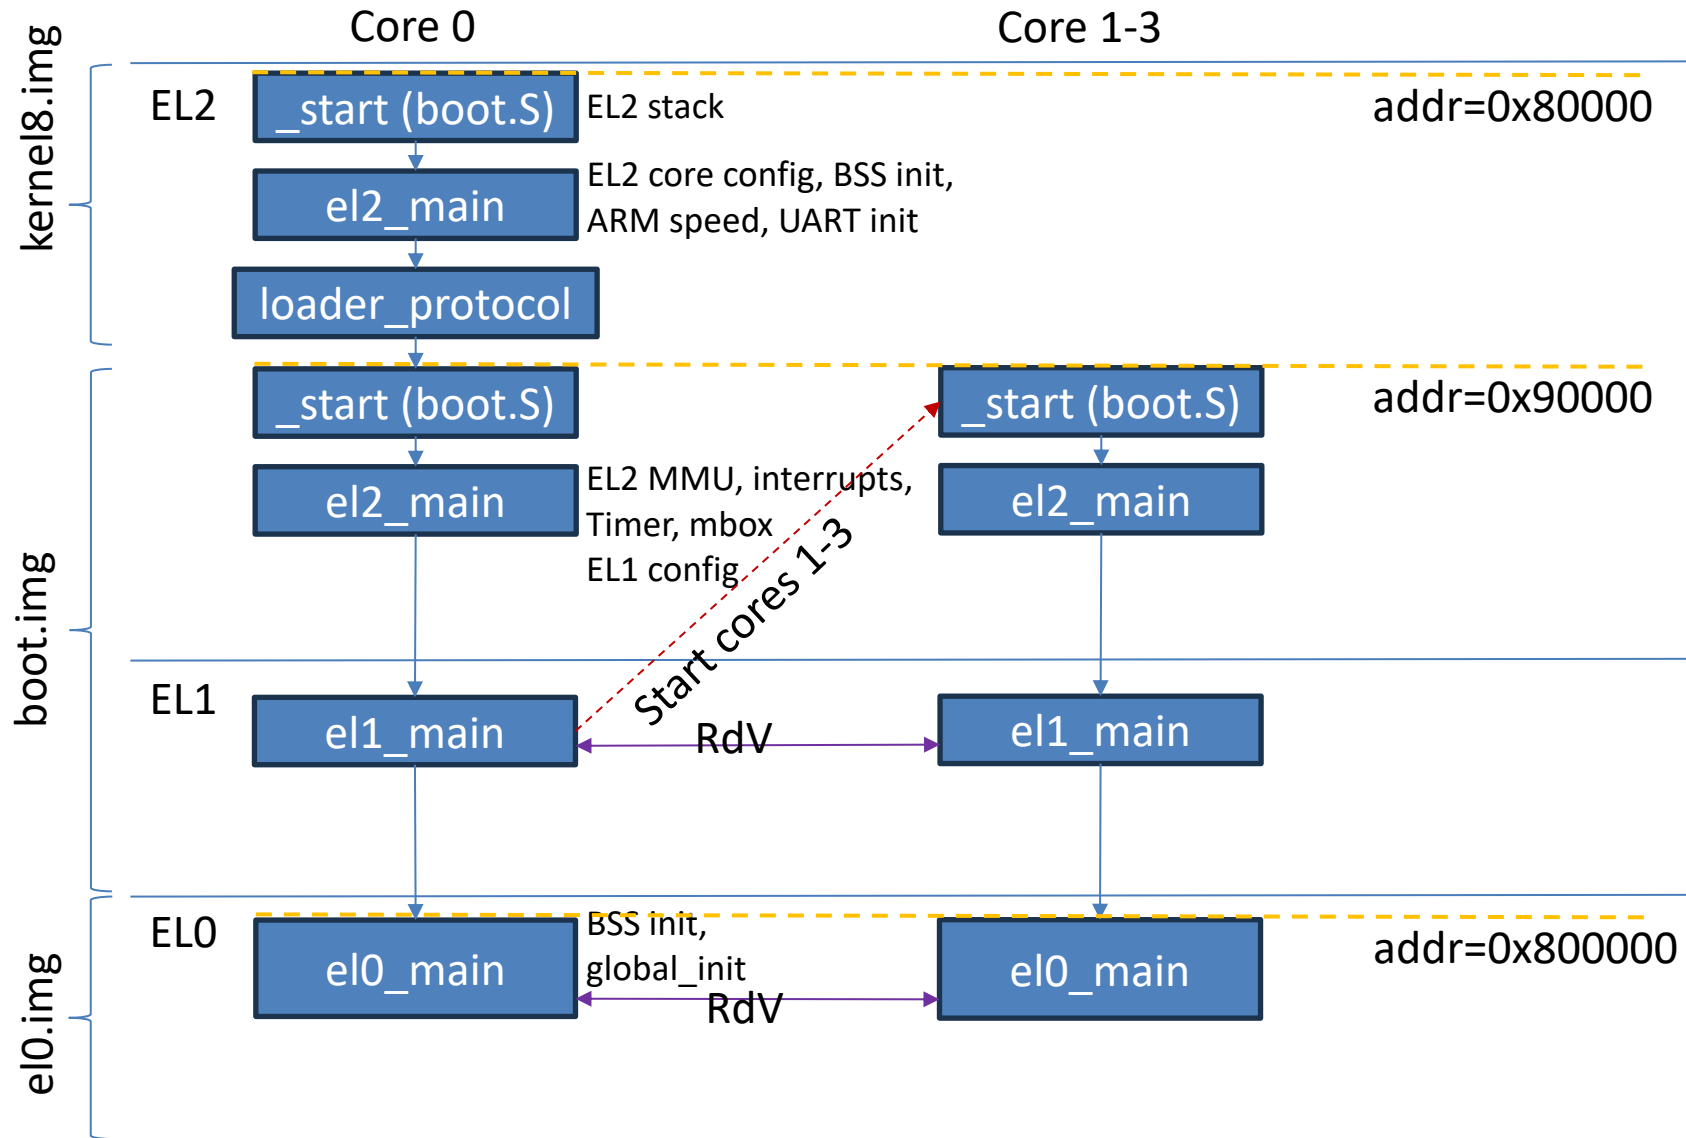 Core 0
Core 1-3
kernel8.img
EL2
_start (boot.S)
EL2 stack
addr=0x80000
el2_main
EL2 core config, BSS init,
ARM speed, UART init
loader_protocol
boot.img
_start (boot.S)
_start (boot.S)
addr=0x90000
el2_main
EL2 MMU, interrupts,
Timer, mbox
EL1 config
el2_main
Start cores 1-3
EL1
el1_main
RdV
el1_main
el0.img
EL0
el0_main
BSS init,
global_init
RdV
el0_main
addr=0x800000